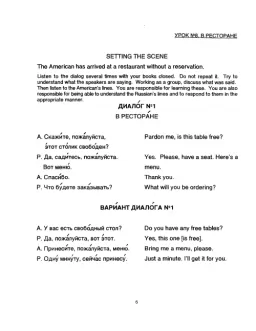 УРОК №6. В РЕСТОРАНЕ
SETTING THE SCENE
The American has arrived at a restaurant without a reservation.
Listen to the dialog several times with your books closed. Do not repeat it. Try to
understand what the speakers are saying. Working as a group, discuss what was said.
Then listen to the American's lines. You are responsible for learning these. You are also
responsible for being able to understand the Russian's lines and to respond to them in the
appropriate manner.
ДИАЛО́Г №1
В РЕСТОРА́НЕ
А. Скажи́те, пожа́луйста, Pardon me, is this table free?
э́тот сто́лик свобо́ден?
Р. Да, сади́тесь, пожа́луйста. Yes. Please, have a seat. Here's a
Вот меню́. menu.
А. Спаси́бо. Thank you.
Р. Что бу́дете зака́зывать? What will you be ordering?
ВАРИА́НТ ДИАЛО́ГА №1
А. У вас есть свобо́дный стол? Do you have any free tables?
Р. Да, пожа́луйста, вот э́тот. Yes, this one [is free].
А. Принеси́те, пожа́луйста, меню́. Bring me a menu, please.
Р. Одну́ мину́ту, сейча́с принесу́. Just a minute. I'll get it for you.
6